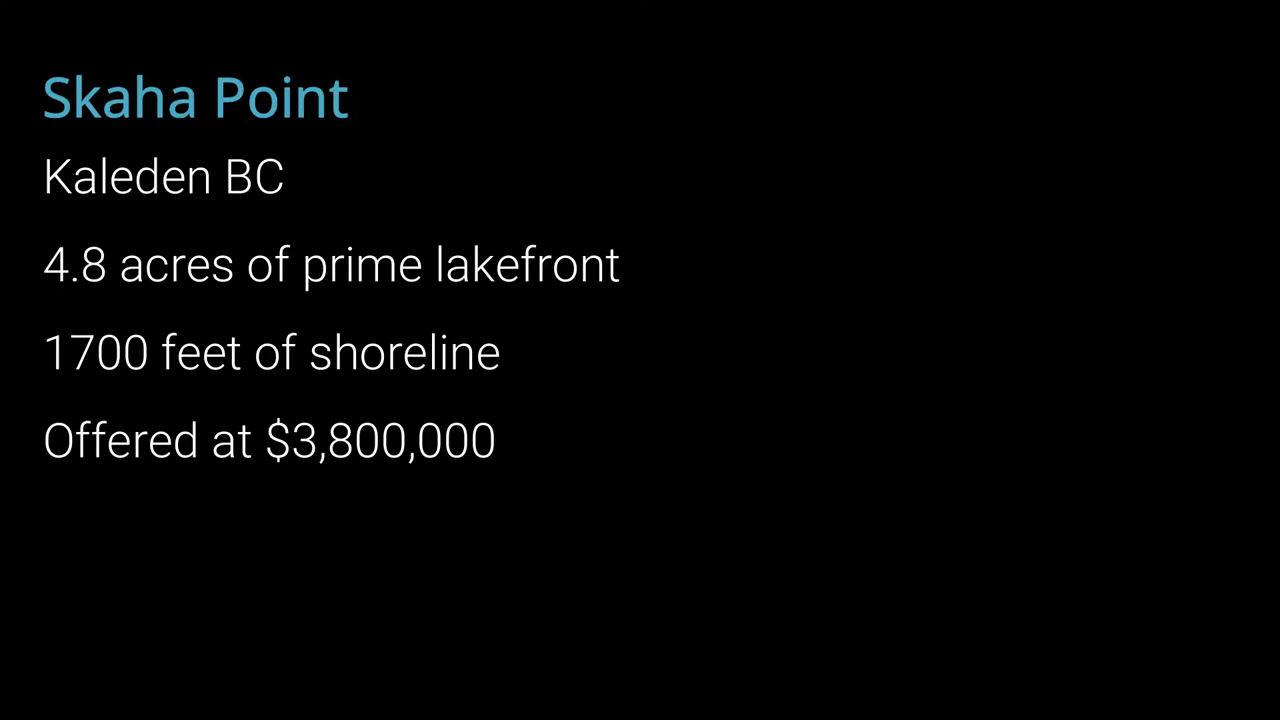 Skaha Point
Kaleden BC
4.8 acres of prime lakefront
1700 feet of shoreline
Offered at $3,800,000